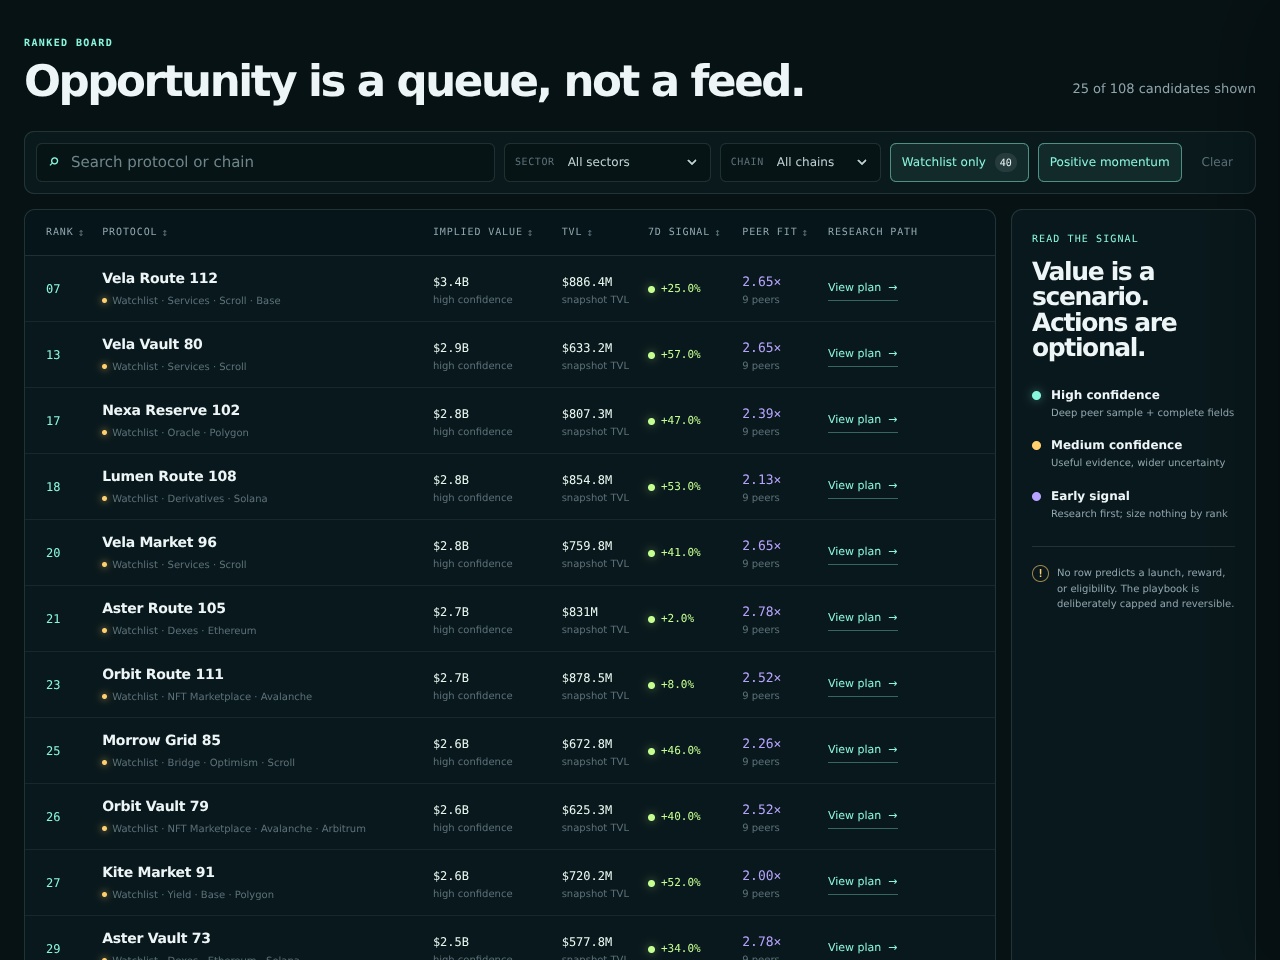 RANKED BOARD
Opportunity is a queue, not a feed.
25 of 108 candidates shown
Search protocol or chain
SECTOR All sectors
CHAIN All chains
Watchlist only 40
Positive momentum
Clear
RANK ↕ PROTOCOL ↕ IMPLIED VALUE ↕ TVL ↕ 7D SIGNAL ↕ PEER FIT ↕ RESEARCH PATH
07 Vela Route 112 $3.4B $886.4M +25.0% 2.65× View plan →
Watchlist · Services · Scroll · Base high confidence snapshot TVL 9 peers
13 Vela Vault 80 $2.9B $633.2M +57.0% 2.65× View plan →
Watchlist · Services · Scroll high confidence snapshot TVL 9 peers
17 Nexa Reserve 102 $2.8B $807.3M +47.0% 2.39× View plan →
Watchlist · Oracle · Polygon high confidence snapshot TVL 9 peers
18 Lumen Route 108 $2.8B $854.8M +53.0% 2.13× View plan →
Watchlist · Derivatives · Solana high confidence snapshot TVL 9 peers
20 Vela Market 96 $2.8B $759.8M +41.0% 2.65× View plan →
Watchlist · Services · Scroll high confidence snapshot TVL 9 peers
21 Aster Route 105 $2.7B $831M +2.0% 2.78× View plan →
Watchlist · Dexes · Ethereum high confidence snapshot TVL 9 peers
23 Orbit Route 111 $2.7B $878.5M +8.0% 2.52× View plan →
Watchlist · NFT Marketplace · Avalanche high confidence snapshot TVL 9 peers
25 Morrow Grid 85 $2.6B $672.8M +46.0% 2.26× View plan →
Watchlist · Bridge · Optimism · Scroll high confidence snapshot TVL 9 peers
26 Orbit Vault 79 $2.6B $625.3M +40.0% 2.52× View plan →
Watchlist · NFT Marketplace · Avalanche · Arbitrum high confidence snapshot TVL 9 peers
27 Kite Market 91 $2.6B $720.2M +52.0% 2.00× View plan →
Watchlist · Yield · Base · Polygon high confidence snapshot TVL 9 peers
29 Aster Vault 73 $2.5B $577.8M +34.0% 2.78× View plan →
Watchlist · Dexes · Ethereum · Solana high confidence snapshot TVL 9 peers
READ THE SIGNAL
Value is a
scenario.
Actions are
optional.
High confidence
Deep peer sample + complete fields
Medium confidence
Useful evidence, wider uncertainty
Early signal
Research first; size nothing by rank
! No row predicts a launch, reward,
or eligibility. The playbook is
deliberately capped and reversible.